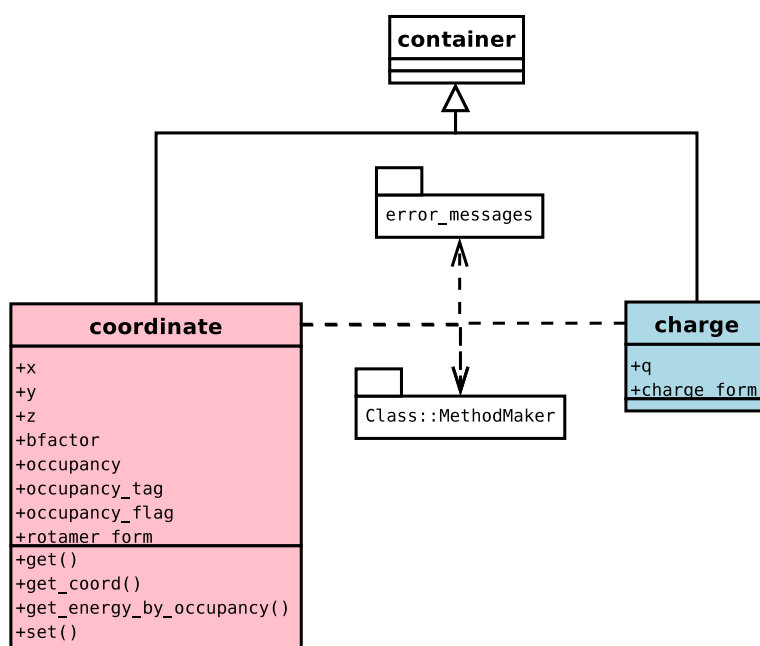 container
error_messages
coordinate
+x
+y
+z
+bfactor
+occupancy
+occupancy_tag
+occupancy_flag
+rotamer_form
+get()
+get_coord()
+get_energy_by_occupancy()
+set()
Class::MethodMaker
charge
+q
+charge_form